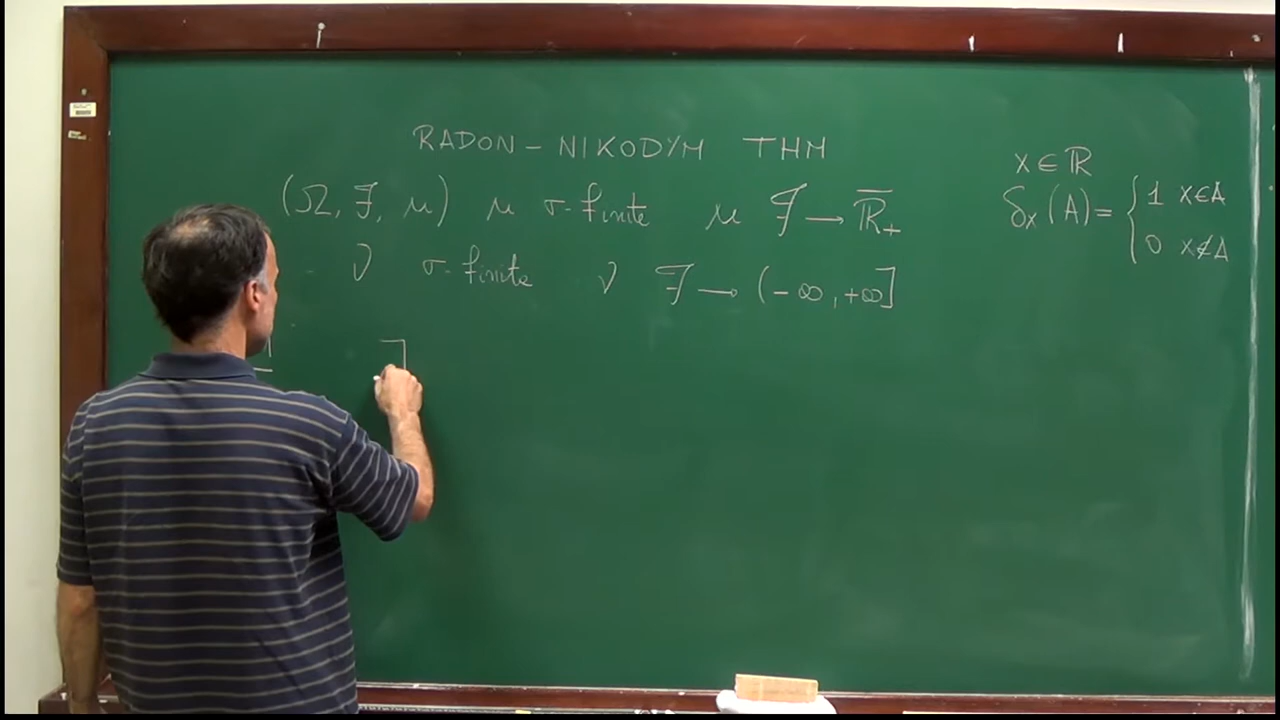 RADON - NIKODYM THM
(Ω, ℱ, μ) μ σ-finite μ ℱ → ℝ̅₊
ν σ-finite ν ℱ → (-∞, +∞]
∃ ∃
x ∈ ℝ
δₓ(A) = { 1 x∈A
0 x∉A